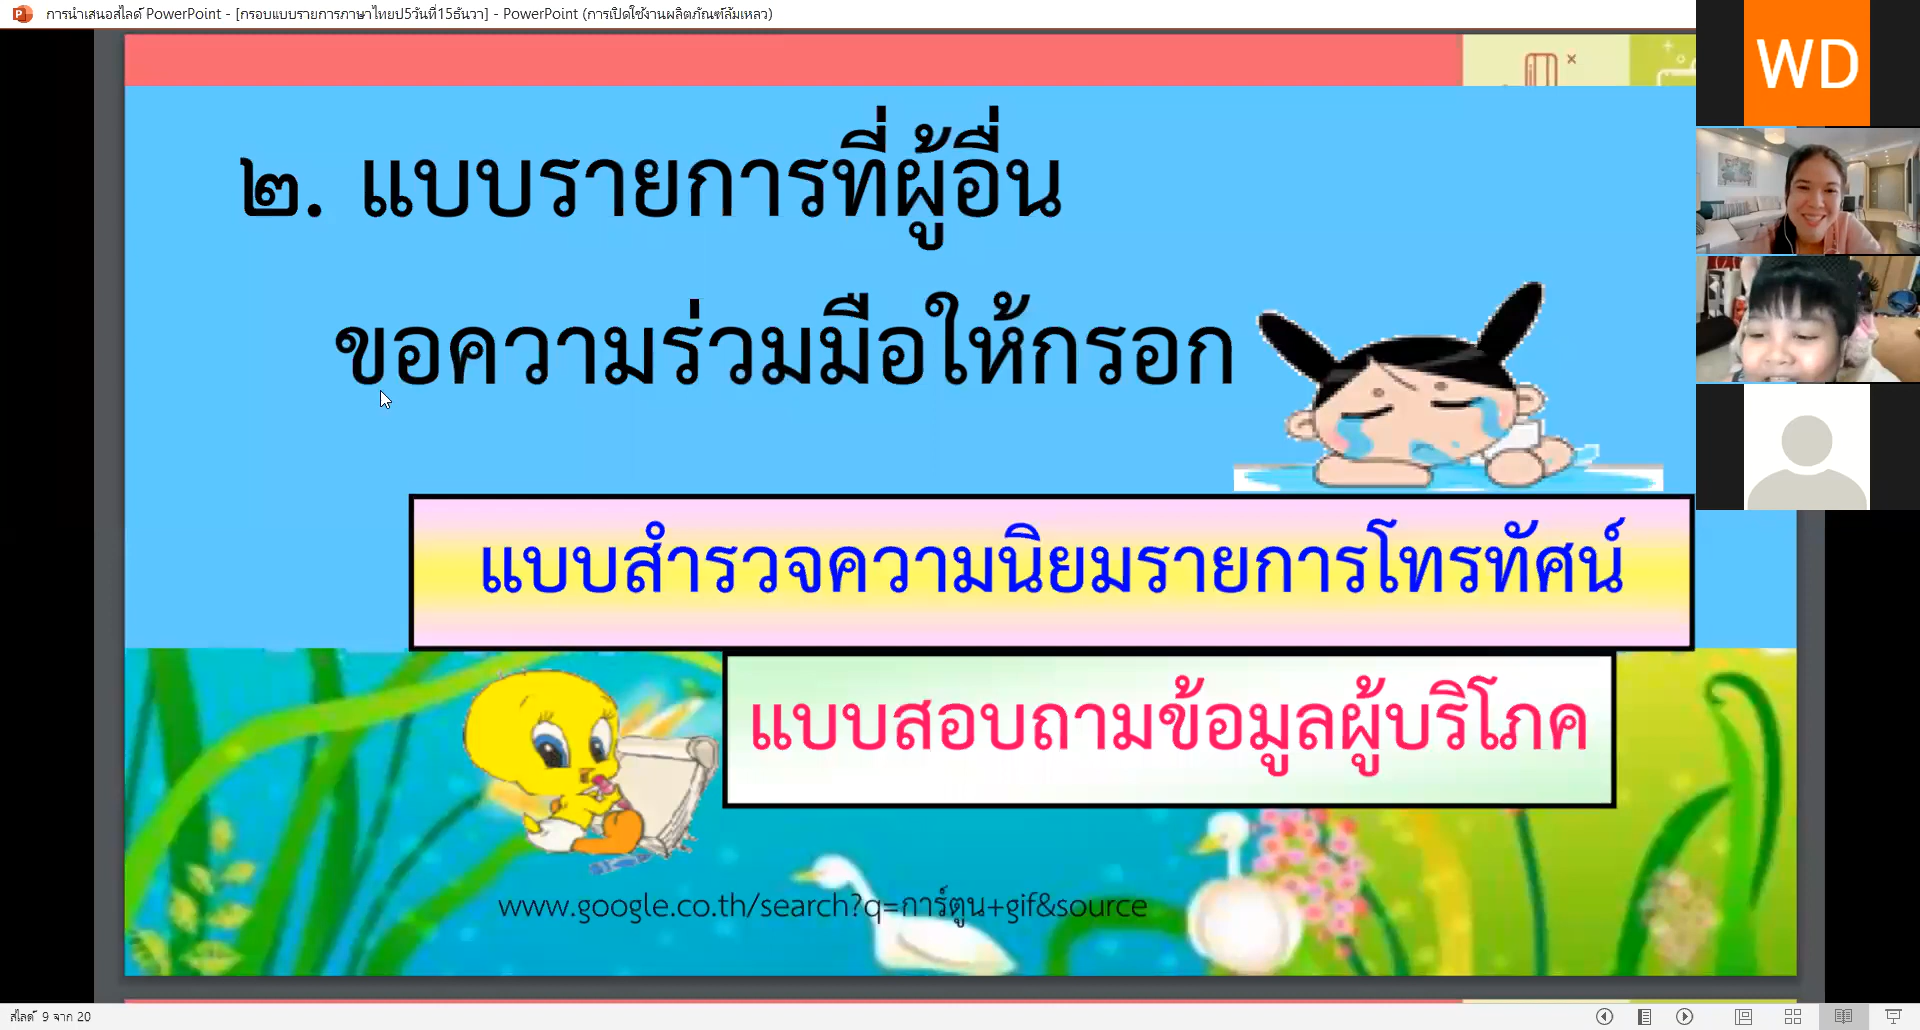 การนำเสนอสไลด์ PowerPoint - [กรอบแบบรายการภาษาไทยป5วันที่15ธันวา] - PowerPoint (การเปิดใช้งานผลิตภัณฑ์ล้มเหลว)
WD
๒. แบบรายการที่ผู้อื่น
ขอความร่วมมือให้กรอก
แบบสำรวจความนิยมรายการโทรทัศน์
แบบสอบถามข้อมูลผู้บริโภค
www.google.co.th/search?q=การ์ตูน+gif&source
สไลด์ 9 จาก 20